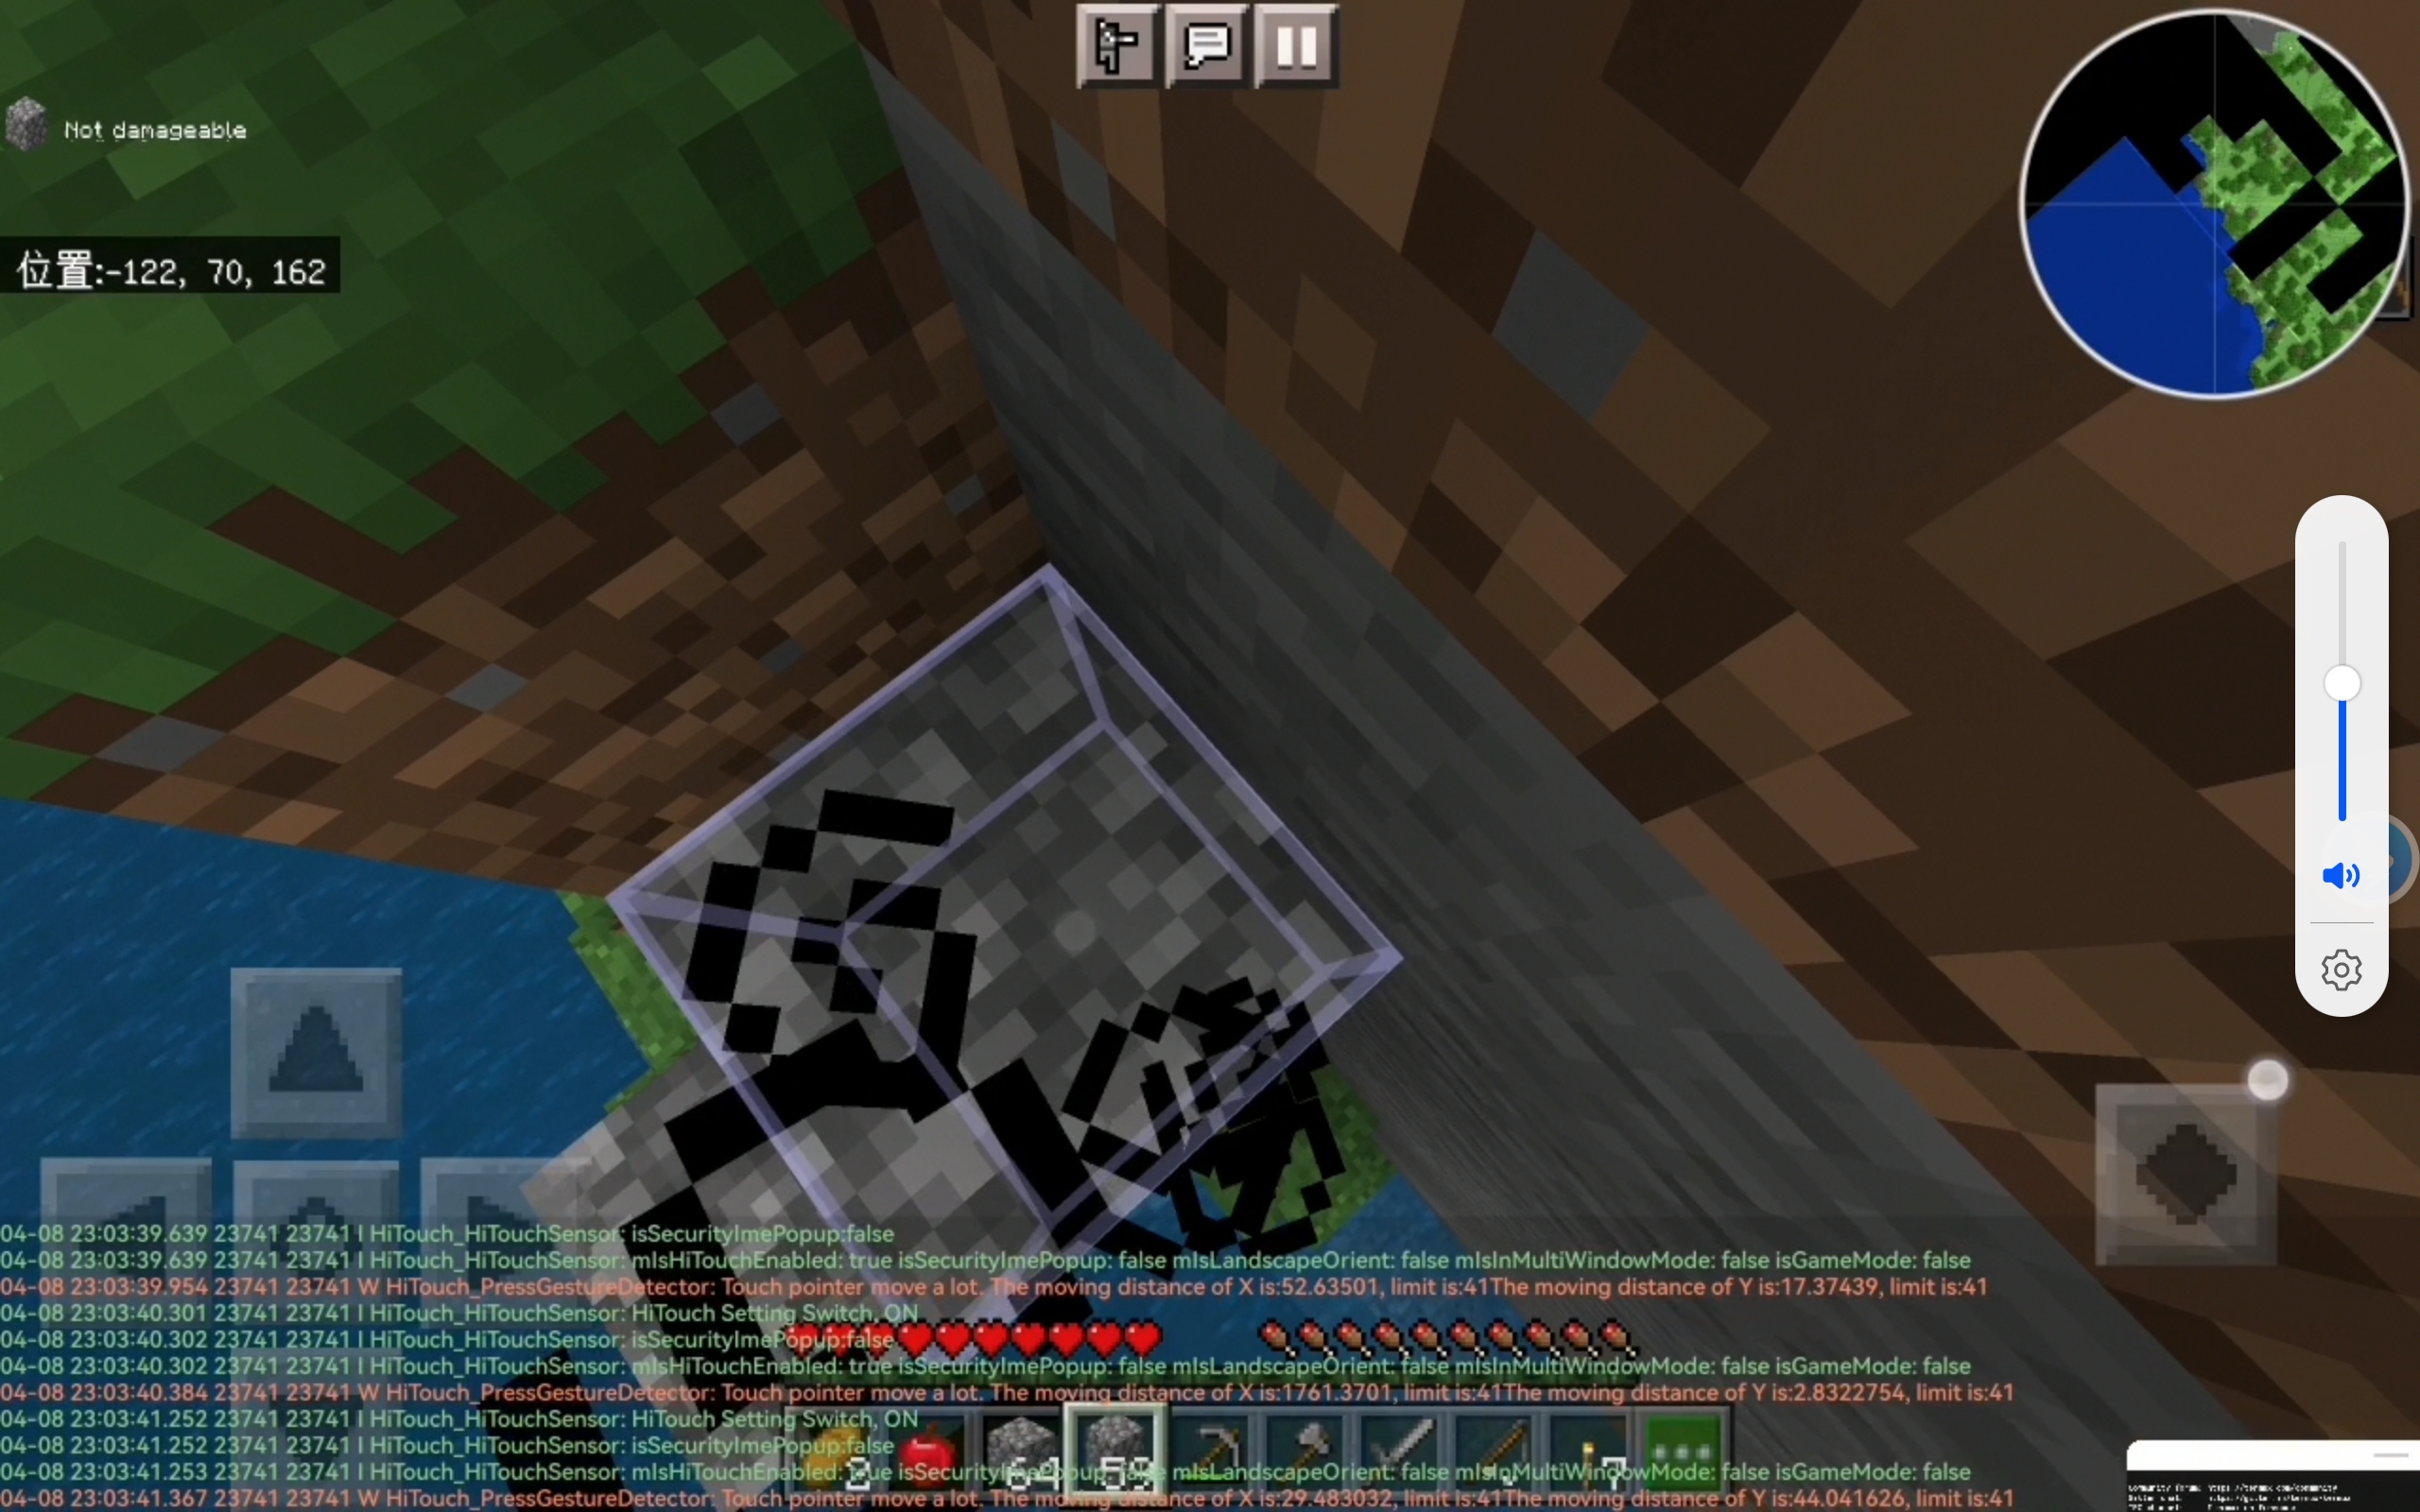 Not damageable
位置:-122, 70, 162
04-08 23:03:39.639 23741 23741 I HiTouch_HiTouchSensor: isSecurityImePopup:false
04-08 23:03:39.639 23741 23741 I HiTouch_HiTouchSensor: mIsHiTouchEnabled: true isSecurityImePopup: false mIsLandscapeOrient: false mIsInMultiWindowMode: false isGameMode: false
04-08 23:03:39.954 23741 23741 W HiTouch_PressGestureDetector: Touch pointer move a lot. The moving distance of X is:52.63501, limit is:41The moving distance of Y is:17.37439, limit is:41
04-08 23:03:40.301 23741 23741 I HiTouch_HiTouchSensor: HiTouch Setting Switch, ON
04-08 23:03:40.302 23741 23741 I HiTouch_HiTouchSensor: isSecurityImePopup:false
04-08 23:03:40.302 23741 23741 I HiTouch_HiTouchSensor: mIsHiTouchEnabled: true isSecurityImePopup: false mIsLandscapeOrient: false mIsInMultiWindowMode: false isGameMode: false
04-08 23:03:40.384 23741 23741 W HiTouch_PressGestureDetector: Touch pointer move a lot. The moving distance of X is:1761.3701, limit is:41The moving distance of Y is:2.8322754, limit is:41
04-08 23:03:41.252 23741 23741 I HiTouch_HiTouchSensor: HiTouch Setting Switch, ON
04-08 23:03:41.252 23741 23741 I HiTouch_HiTouchSensor: isSecurityImePopup:false
04-08 23:03:41.253 23741 23741 I HiTouch_HiTouchSensor: mIsHiTouchEnabled: true isSecurityImePopup: false mIsLandscapeOrient: false mIsInMultiWindowMode: false isGameMode: false
2 64 59 7
04-08 23:03:41.367 23741 23741 W HiTouch_PressGestureDetector: Touch pointer move a lot. The moving distance of X is:29.483032, limit is:41The moving distance of Y is:44.041626, limit is:41